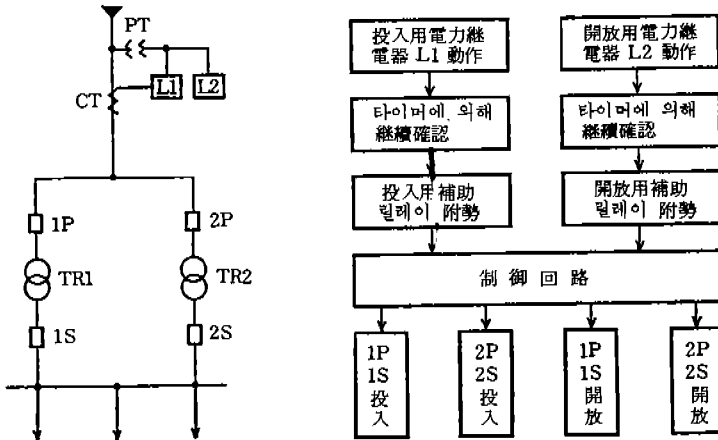 PT
L1
L2
CT
1P
2P
TR1
TR2
1S
2S
投入用電力継
電器 L1 動作
開放用電力継
電器 L2 動作
타이머에 의해
継續確認
타이머에 의해
継續確認
投入用補助
릴레이 附勢
開放用補助
릴레이 附勢
制御回路
1P
1S
投
入
2P
2S
投
入
1P
1S
開
放
2P
2S
開
放